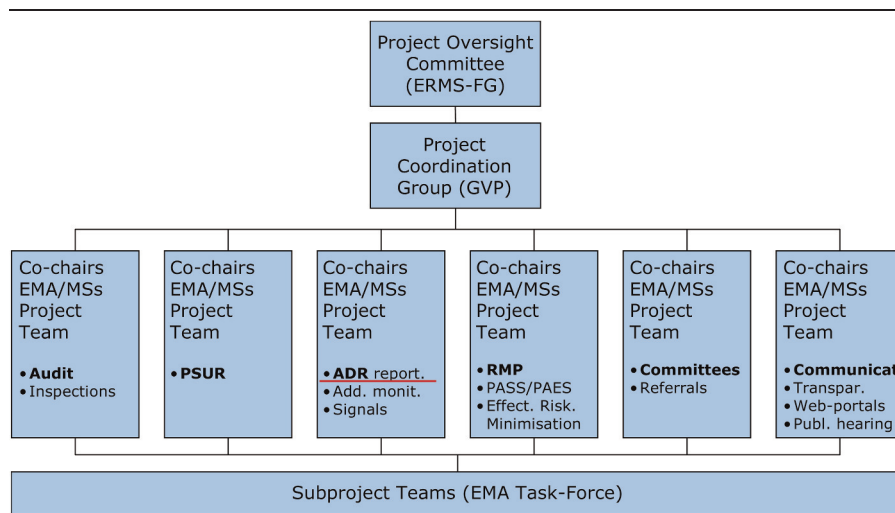 Project Oversight
Committee
(ERMS-FG)
Project
Coordination
Group (GVP)
Co-chairs
EMA/MSs
Project
Team
•Audit
•Inspections
Co-chairs
EMA/MSs
Project
Team
•PSUR
Co-chairs
EMA/MSs
Project
Team
•ADR report.
•Add. monit.
•Signals
Co-chairs
EMA/MSs
Project
Team
•RMP
•PASS/PAES
•Effect. Risk.
Minimisation
Co-chairs
EMA/MSs
Project
Team
•Committees
•Referrals
Co-chairs
EMA/MSs
Project
Team
•Communicat
•Transpar.
•Web-portals
•Publ. hearing
Subproject Teams (EMA Task-Force)